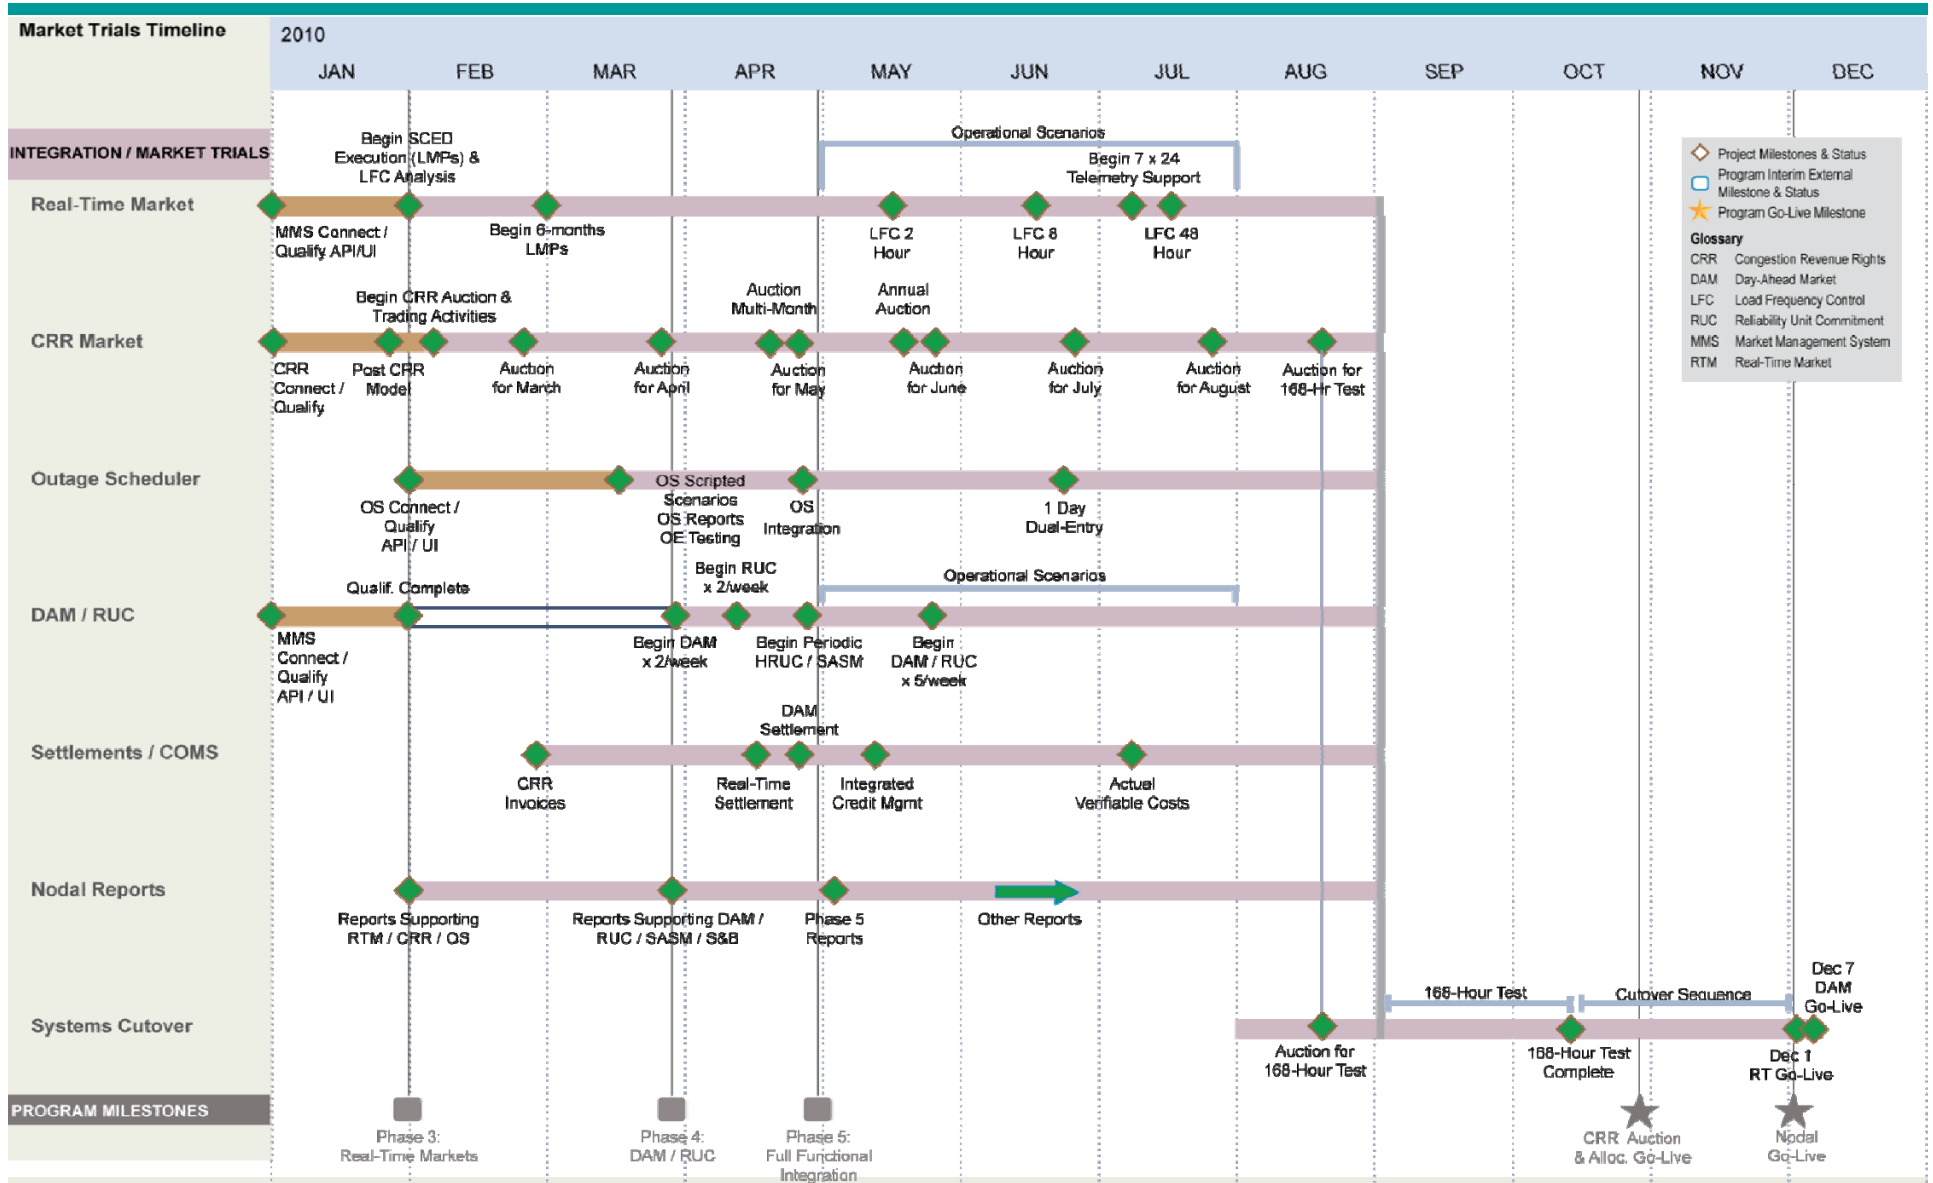 Market Trials Timeline
2010
JAN FEB MAR APR MAY JUN JUL AUG SEP OCT NOV DEC
INTEGRATION / MARKET TRIALS
Begin SCED
Execution (LMPs) &
LFC Analysis
Operational Scenarios
Begin 7 x 24
Telemetry Support
Real-Time Market
MMS Connect /
Qualify API/UI
Begin 6-months
LMPs
LFC 2
Hour
LFC 8
Hour
LFC 48
Hour
Project Milestones & Status
Program Interim External
Milestone & Status
Program Go-Live Milestone
Glossary
CRR Congestion Revenue Rights
DAM Day-Ahead Market
LFC Load Frequency Control
RUC Reliability Unit Commitment
MMS Market Management System
RTM Real-Time Market
Begin CRR Auction &
Trading Activities
Auction
Multi-Month
Annual
Auction
CRR Market
CRR
Connect /
Qualify
Post CRR
Model
Auction
for March
Auction
for April
Auction
for May
Auction
for June
Auction
for July
Auction
for August
Auction for
168-Hr Test
Outage Scheduler
OS Connect /
Qualify
API / UI
OS Scripted
Scenarios
OS Reports
OE Testing
OS
Integration
1 Day
Dual-Entry
Qualif. Complete
Begin RUC
x 2/week
Operational Scenarios
DAM / RUC
MMS
Connect /
Qualify
API / UI
Begin DAM
x 2/week
Begin Periodic
HRUC / SASM
Begin
DAM / RUC
x 5/week
DAM
Settlement
Settlements / COMS
CRR
Invoices
Real-Time
Settlement
Integrated
Credit Mgmt
Actual
Verifiable Costs
Nodal Reports
Reports Supporting
RTM / CRR / OS
Reports Supporting DAM /
RUC / SASM / S&B
Phase 5
Reports
Other Reports
168-Hour Test
Cutover Sequence
Dec 7
DAM
Go-Live
Systems Cutover
Auction for
168-Hour Test
168-Hour Test
Complete
Dec 1
RT Go-Live
PROGRAM MILESTONES
Phase 3:
Real-Time Markets
Phase 4:
DAM / RUC
Phase 5:
Full Functional
Integration
CRR Auction
& Alloc. Go-Live
Nodal
Go-Live